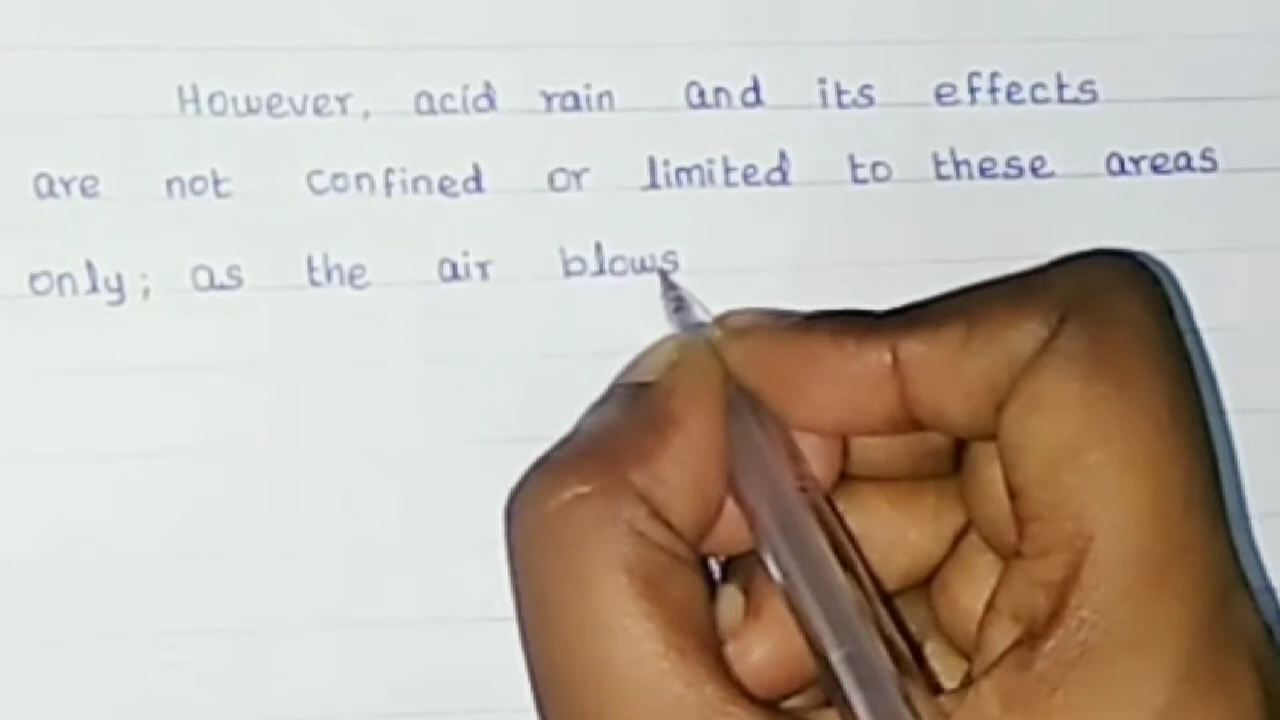 However, acid rain and its effects
are not confined or limited to these areas
only; as the air blows